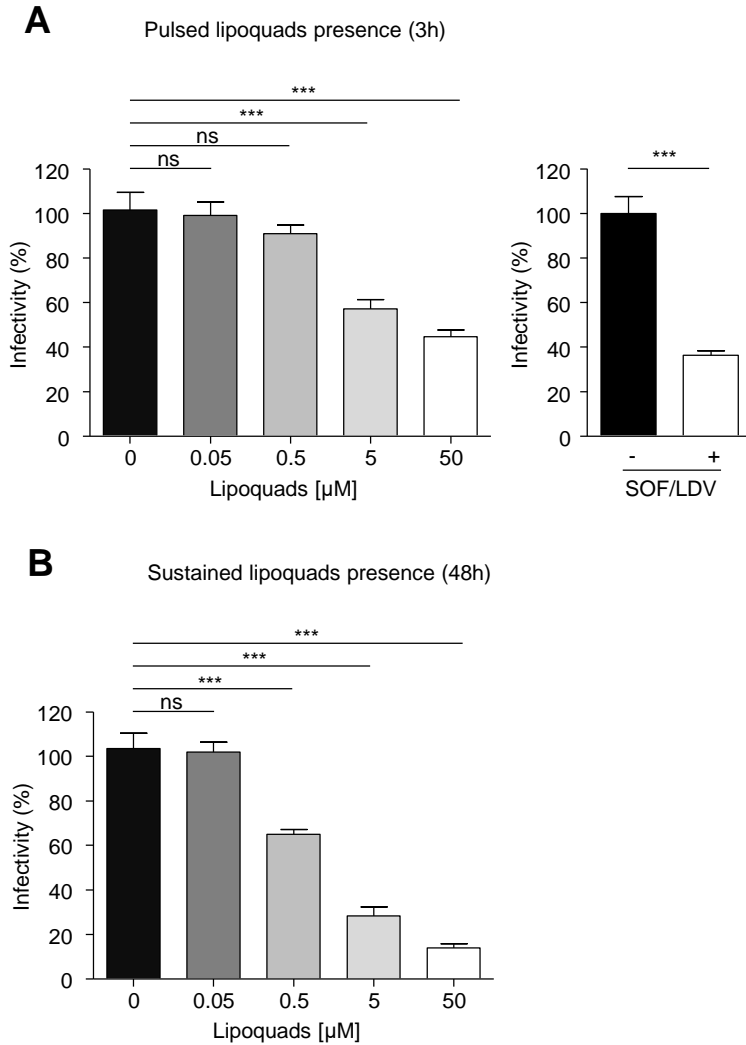 A
Pulsed lipoquads presence (3h)
***
***
ns
ns
120
100
80
60
40
20
0
Infectivity (%)
0 0.05 0.5 5 50
Lipoquads [µM]
***
120
100
80
60
40
20
0
Infectivity (%)
- +
SOF/LDV
B
Sustained lipoquads presence (48h)
***
***
***
ns
120
100
80
60
40
20
0
Infectivity (%)
0 0.05 0.5 5 50
Lipoquads [µM]